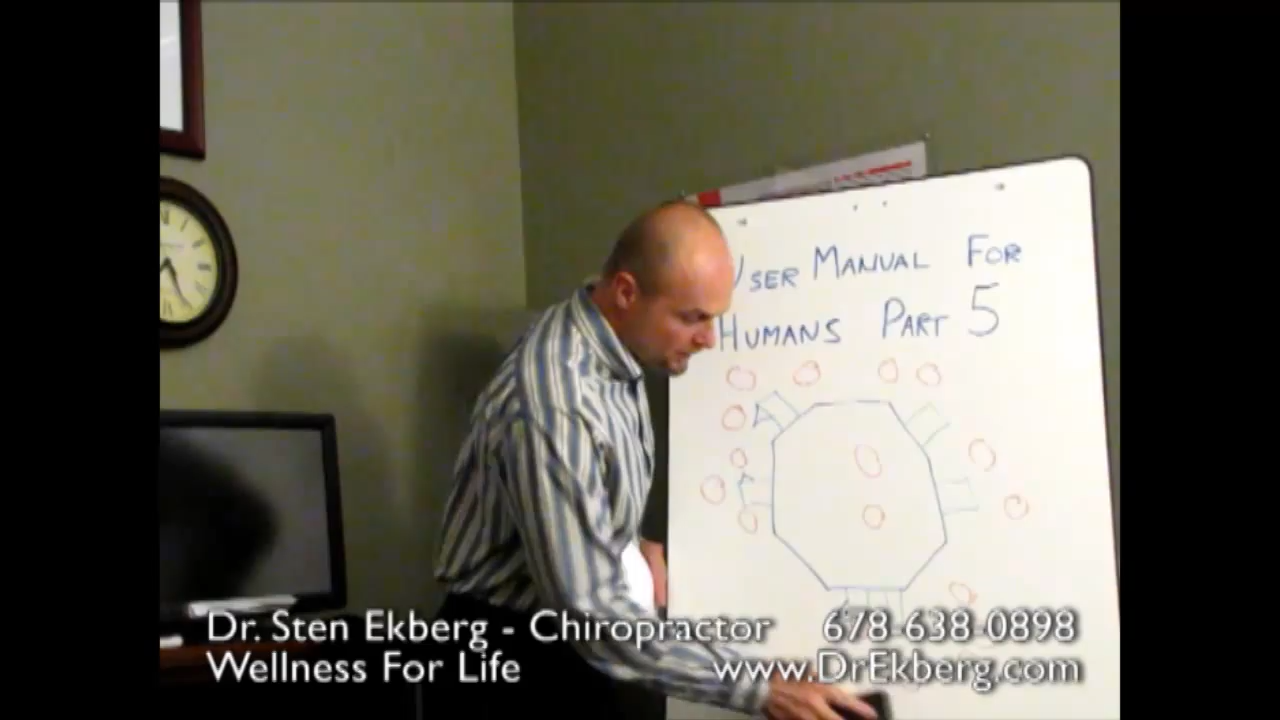 USER MANUAL FOR
HUMANS PART 5
Dr. Sten Ekberg - Chiropractor 678-638-0898
Wellness For Life www.DrEkberg.com